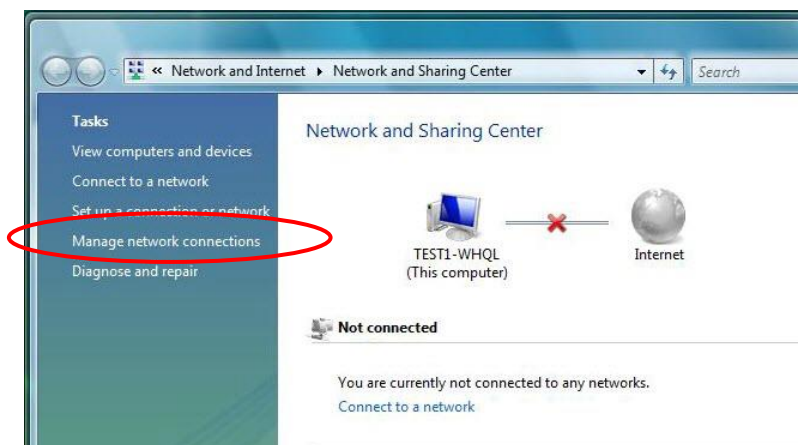 « Network and Internet ▸ Network and Sharing Center
Search
Tasks
View computers and devices
Connect to a network
Set up a connection or network
Manage network connections
Diagnose and repair
Network and Sharing Center
TEST1-WHQL
(This computer)
Internet
Not connected
You are currently not connected to any networks.
Connect to a network